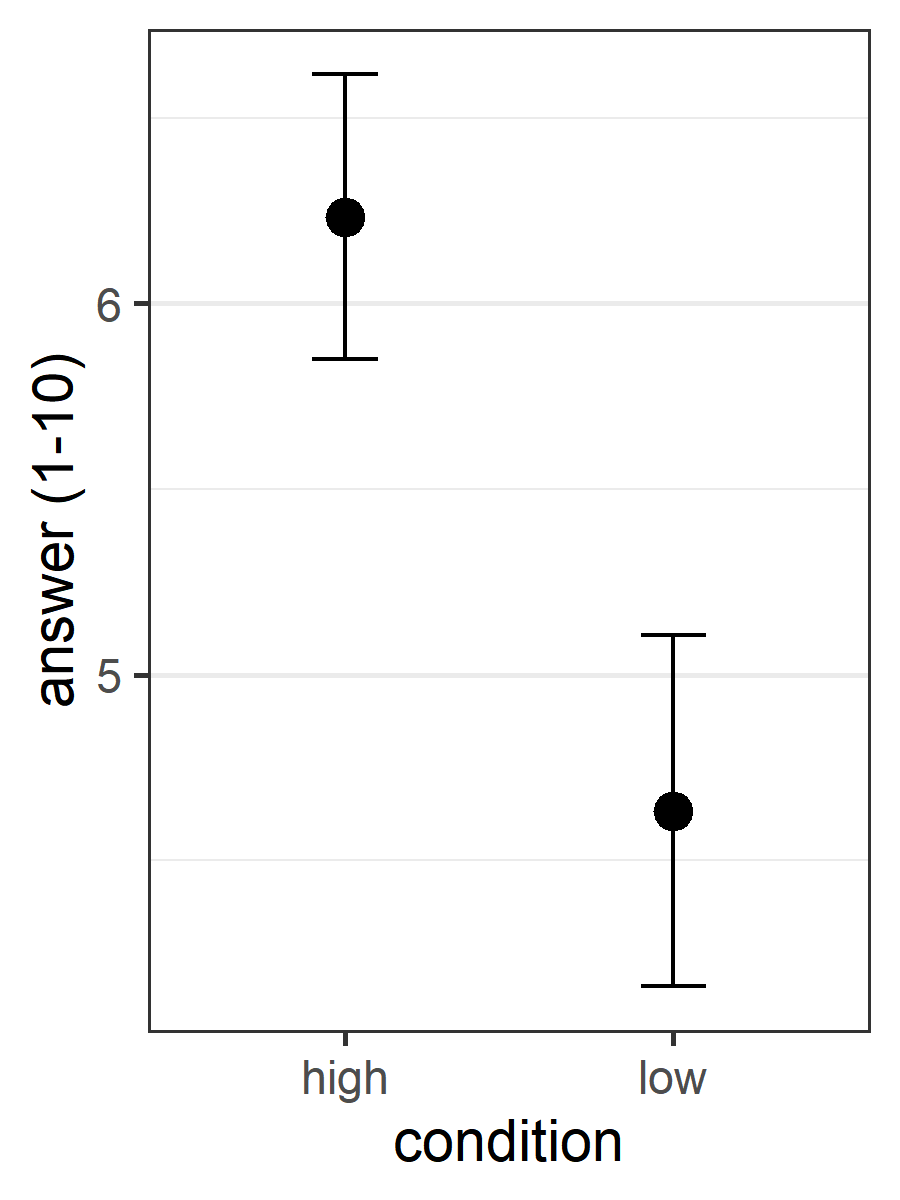 answer (1-10)
6
5
high
low
condition